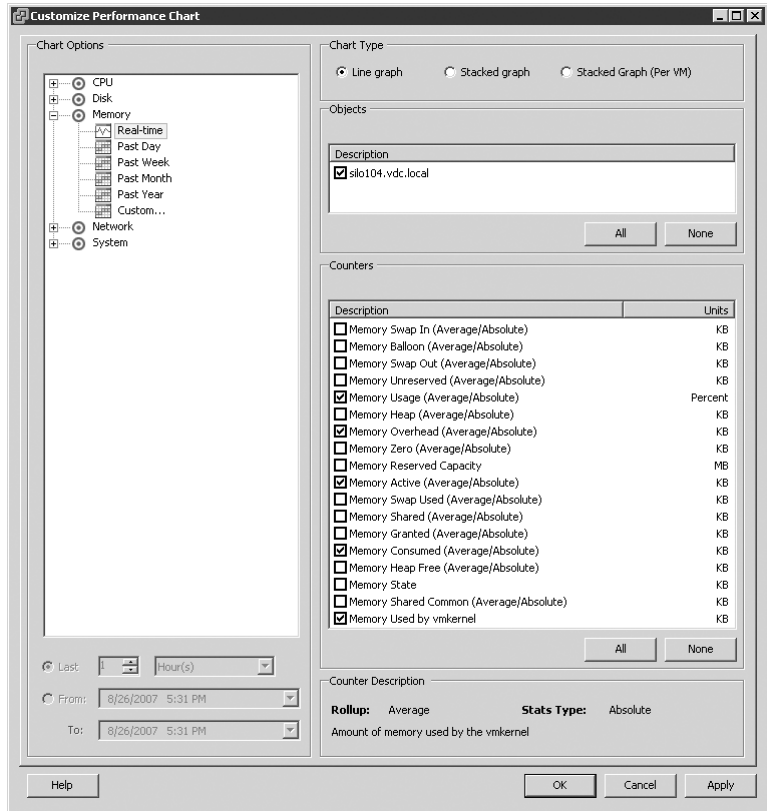 Customize Performance Chart
Chart Options
CPU
Disk
Memory
Real-time
Past Day
Past Week
Past Month
Past Year
Custom...
Network
System
Last 1 Hour(s)
From: 8/26/2007 5:31 PM
To: 8/26/2007 5:31 PM
Chart Type
Line graph Stacked graph Stacked Graph (Per VM)
Objects
Description
silo104.vdc.local
All None
Counters
Description Units
Memory Swap In (Average/Absolute) KB
Memory Balloon (Average/Absolute) KB
Memory Swap Out (Average/Absolute) KB
Memory Unreserved (Average/Absolute) KB
Memory Usage (Average/Absolute) Percent
Memory Heap (Average/Absolute) KB
Memory Overhead (Average/Absolute) KB
Memory Zero (Average/Absolute) KB
Memory Reserved Capacity MB
Memory Active (Average/Absolute) KB
Memory Swap Used (Average/Absolute) KB
Memory Shared (Average/Absolute) KB
Memory Granted (Average/Absolute) KB
Memory Consumed (Average/Absolute) KB
Memory Heap Free (Average/Absolute) KB
Memory State KB
Memory Shared Common (Average/Absolute) KB
Memory Used by vmkernel KB
All None
Counter Description
Rollup: Average Stats Type: Absolute
Amount of memory used by the vmkernel
Help OK Cancel Apply